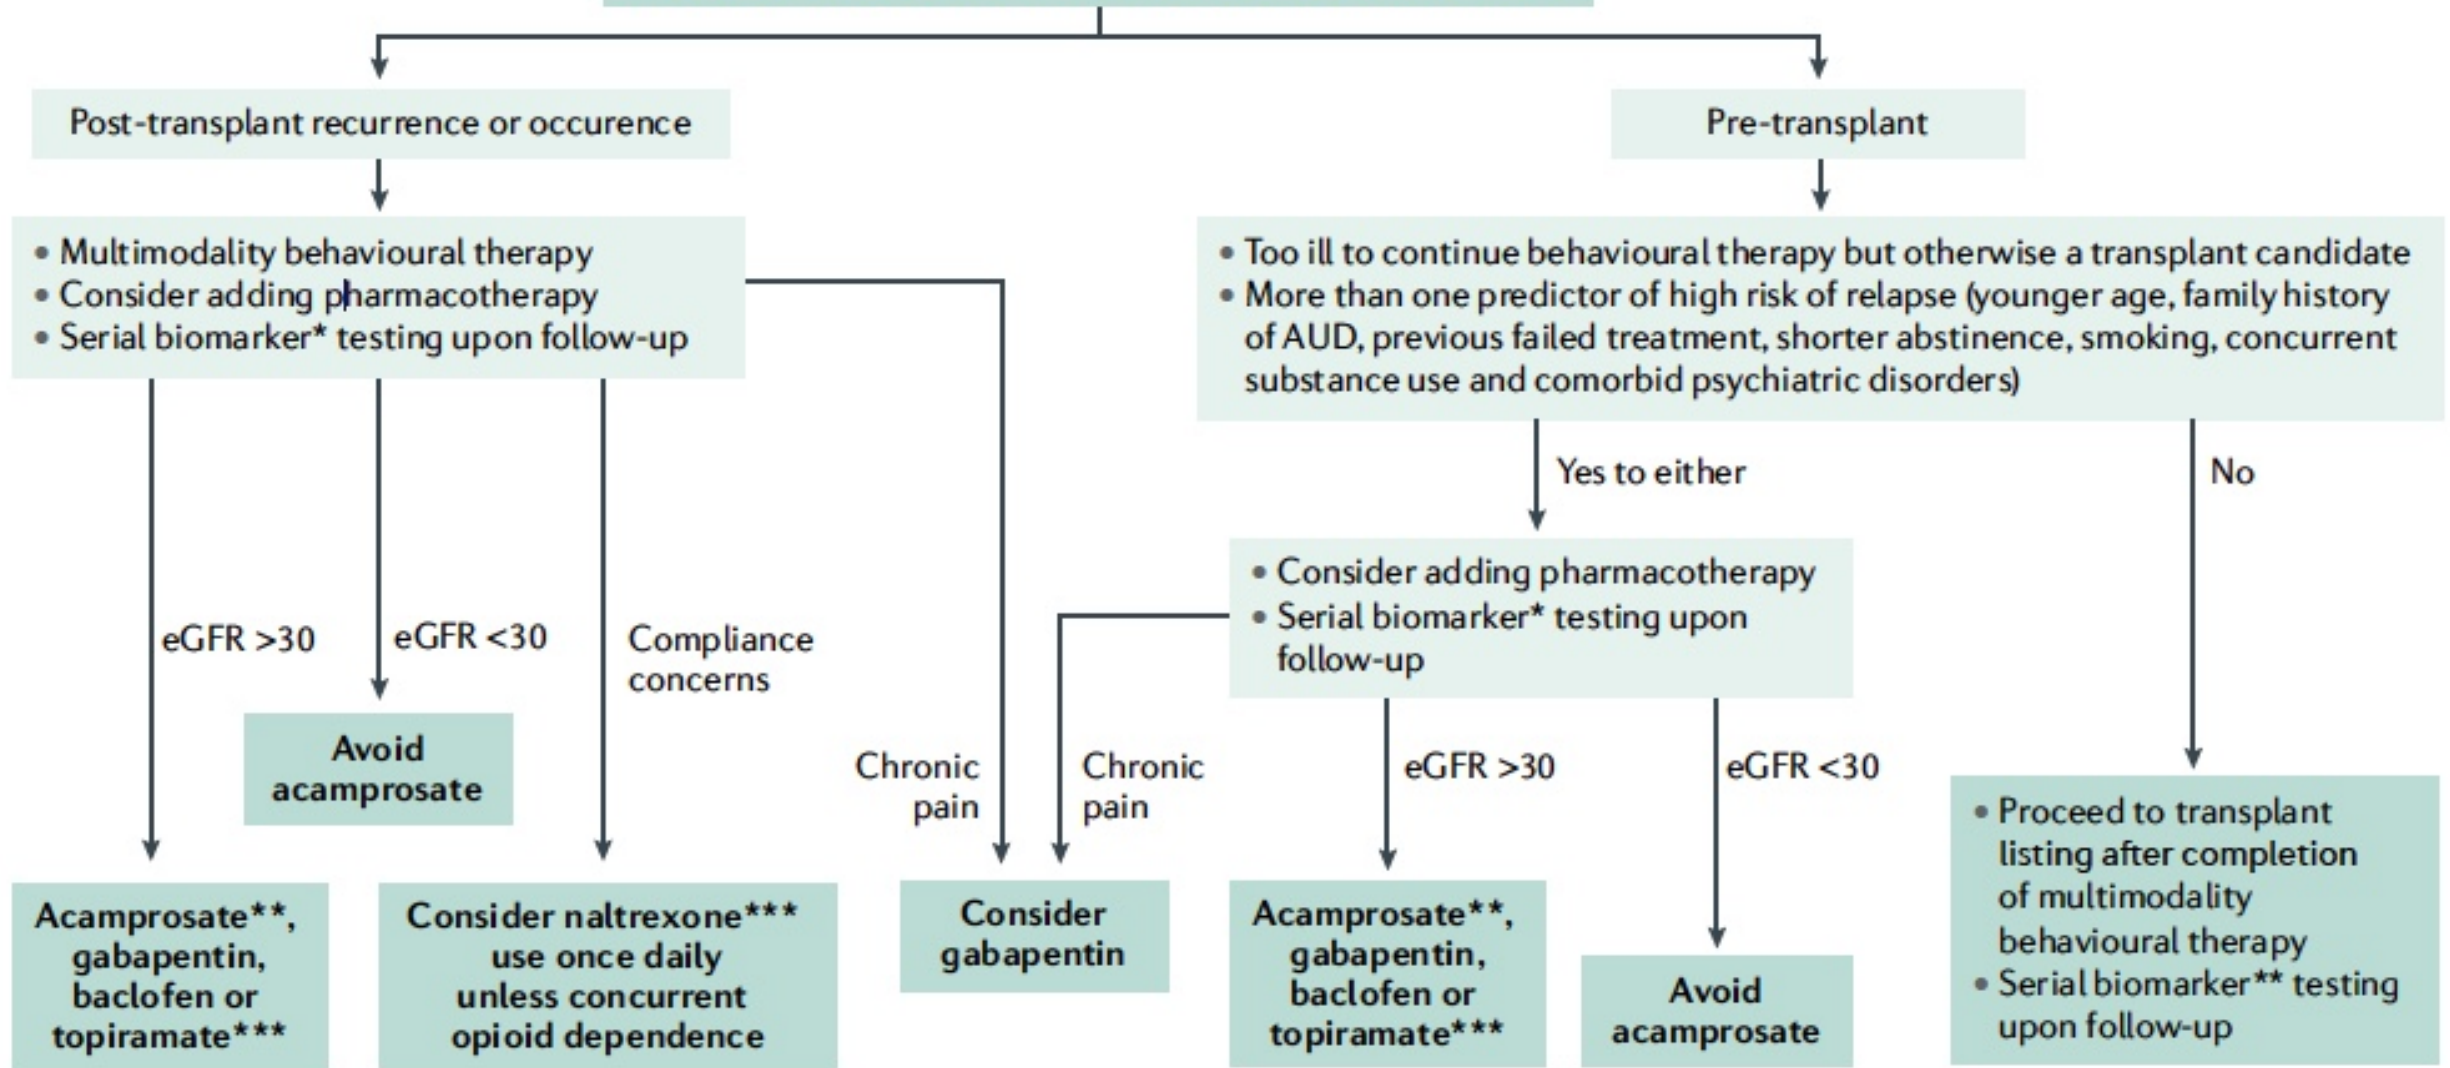 Post-transplant recurrence or occurence
Pre-transplant
• Multimodality behavioural therapy
• Consider adding pharmacotherapy
• Serial biomarker* testing upon follow-up
• Too ill to continue behavioural therapy but otherwise a transplant candidate
• More than one predictor of high risk of relapse (younger age, family history
of AUD, previous failed treatment, shorter abstinence, smoking, concurrent
substance use and comorbid psychiatric disorders)
Yes to either
No
• Consider adding pharmacotherapy
• Serial biomarker* testing upon
follow-up
eGFR >30
eGFR <30
Compliance
concerns
Avoid
acamprosate
Chronic
pain
Chronic
pain
eGFR >30
eGFR <30
Acamprosate**,
gabapentin,
baclofen or
topiramate***
Consider naltrexone***
use once daily
unless concurrent
opioid dependence
Consider
gabapentin
Acamprosate**,
gabapentin,
baclofen or
topiramate***
Avoid
acamprosate
• Proceed to transplant
listing after completion
of multimodality
behavioural therapy
• Serial biomarker** testing
upon follow-up